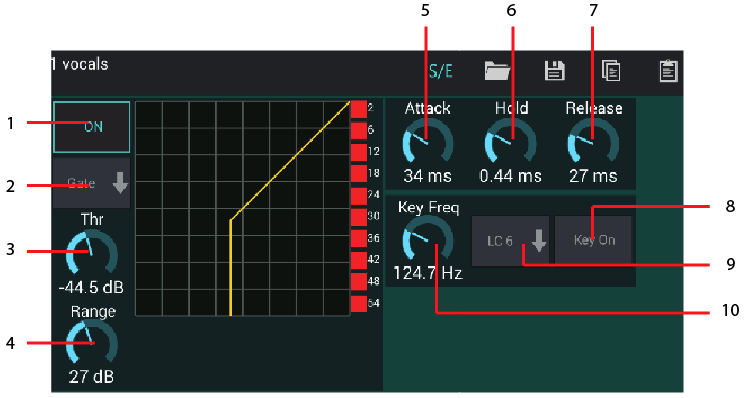 5 6 7
1 vocals
S/E
1
ON
2
Gate
Thr
3
-44.5 dB
Range
4
27 dB
2
6
12
18
24
30
36
42
48
54
Attack Hold Release
34 ms 0.44 ms 27 ms
Key Freq
LC 6
Key On
124.7 Hz
8
9
10